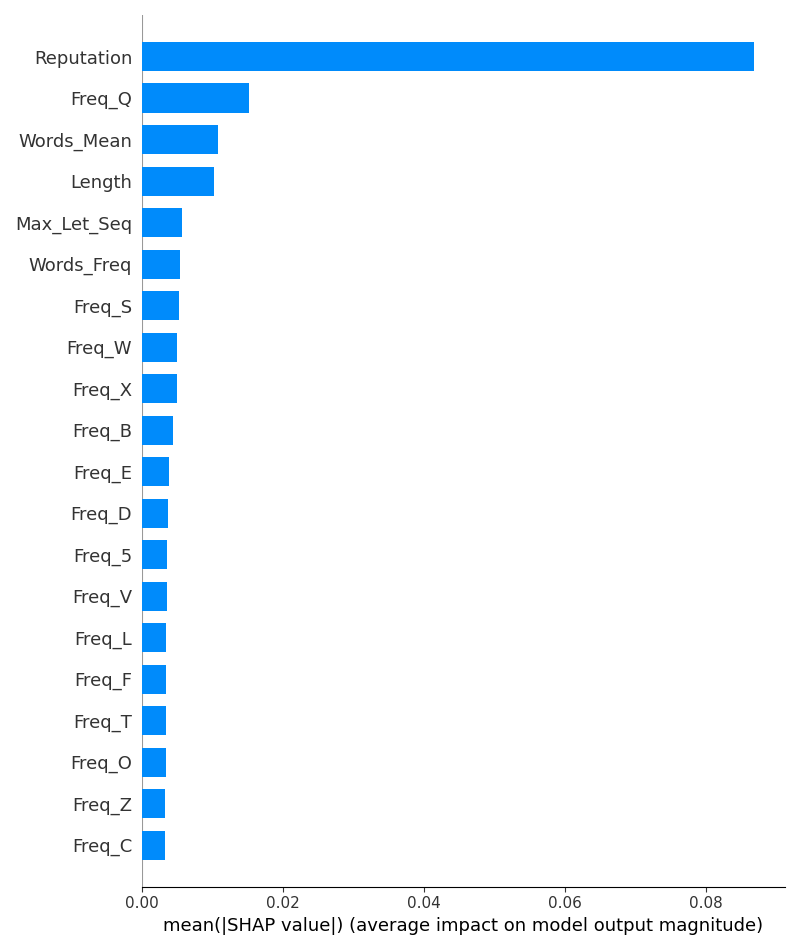 Reputation
Freq_Q
Words_Mean
Length
Max_Let_Seq
Words_Freq
Freq_S
Freq_W
Freq_X
Freq_B
Freq_E
Freq_D
Freq_5
Freq_V
Freq_L
Freq_F
Freq_T
Freq_O
Freq_Z
Freq_C
0.00 0.02 0.04 0.06 0.08
mean(|SHAP value|) (average impact on model output magnitude)